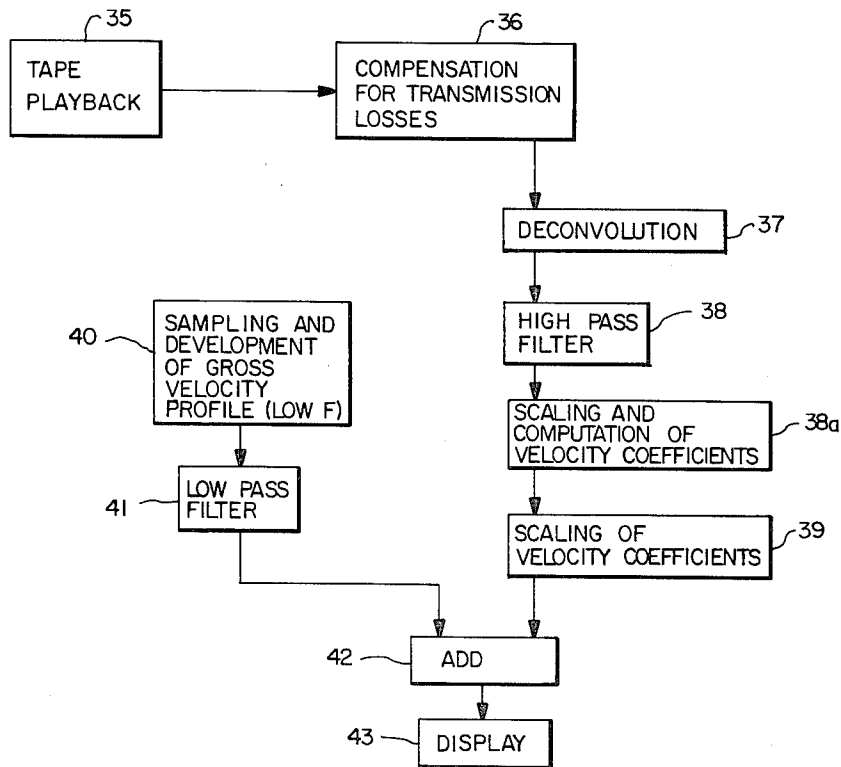 35
TAPE
PLAYBACK
36
COMPENSATION
FOR TRANSMISSION
LOSSES
DECONVOLUTION
37
HIGH PASS
FILTER
38
40
SAMPLING AND
DEVELOPMENT
OF GROSS
VELOCITY
PROFILE (LOW F)
SCALING AND
COMPUTATION OF
VELOCITY COEFFICIENTS
38a
41
LOW PASS
FILTER
SCALING OF
VELOCITY COEFFICIENTS
39
42
ADD
43
DISPLAY